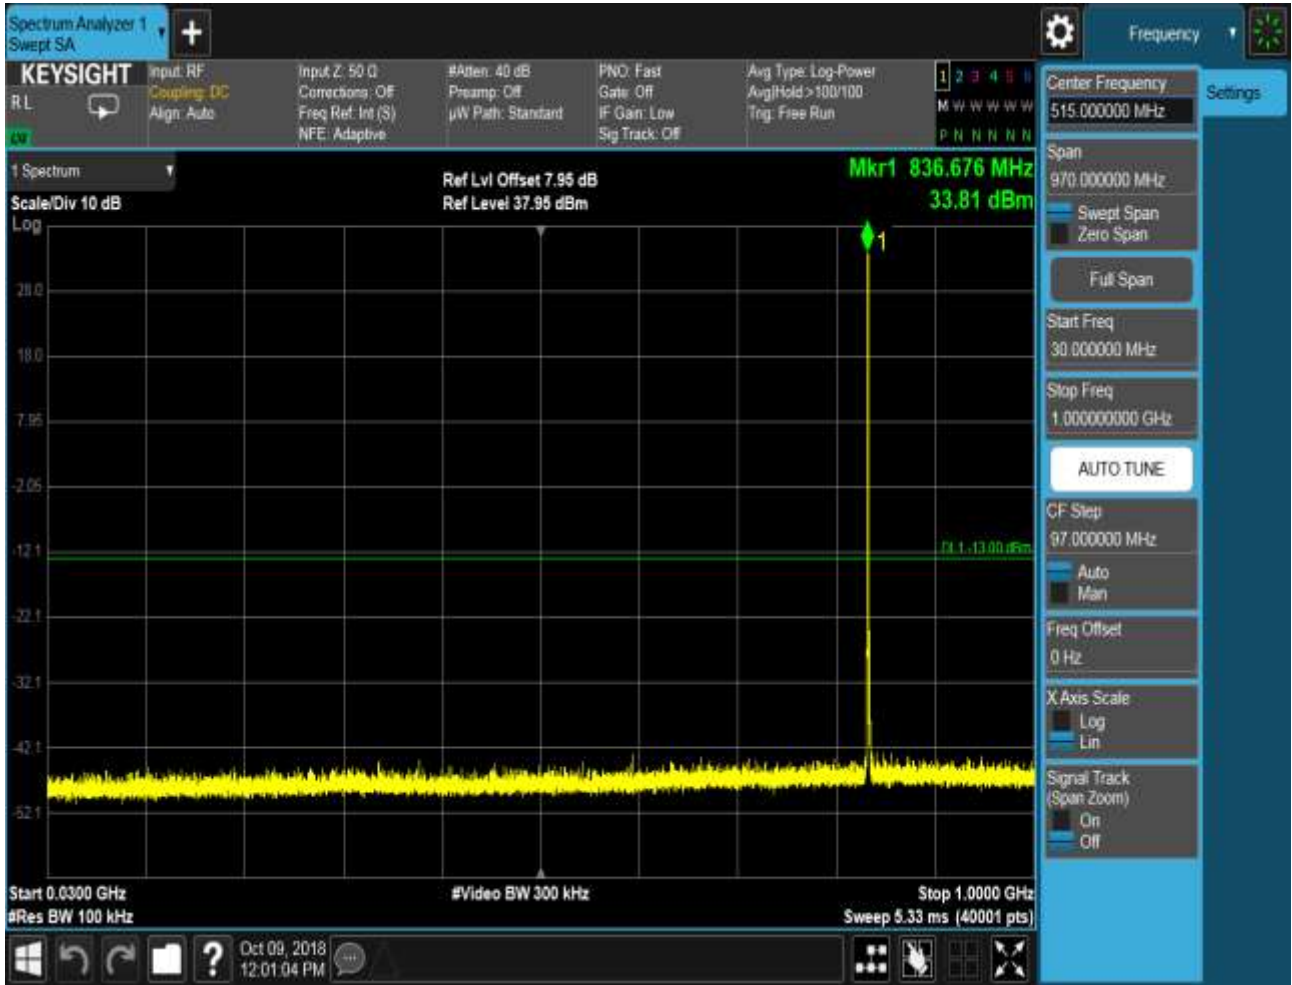 Spectrum Analyzer 1
Swept SA
+
Frequency
KEYSIGHT
R L
Input: RF
Coupling: DC
Align: Auto
Input Z: 50 Ω
Corrections: Off
Freq Ref: Int (S)
NFE: Adaptive
#Atten: 40 dB
Preamp: Off
µW Path: Standard
PNO: Fast
Gate: Off
IF Gain: Low
Sig Track: Off
Avg Type: Log-Power
Avg|Hold:>100/100
Trig: Free Run
1 2 3 4 5 6
M W W W W W
P N N N N N
1 Spectrum
Scale/Div 10 dB
Log
Ref Lvl Offset 7.95 dB
Ref Level 37.95 dBm
Mkr1 836.676 MHz
33.81 dBm
1
28.0
18.0
7.95
-2.05
-12.1
-22.1
-32.1
-42.1
-52.1
DL1 -13.00 dBm
Start 0.0300 GHz
#Res BW 100 kHz
#Video BW 300 kHz
Stop 1.0000 GHz
Sweep 5.33 ms (40001 pts)
Center Frequency
515.000000 MHz
Settings
Span
970.000000 MHz
Swept Span
Zero Span
Full Span
Start Freq
30.000000 MHz
Stop Freq
1.000000000 GHz
AUTO TUNE
CF Step
97.000000 MHz
Auto
Man
Freq Offset
0 Hz
X Axis Scale
Log
Lin
Signal Track
(Span Zoom)
On
Off
?
Oct 09, 2018
12:01:04 PM